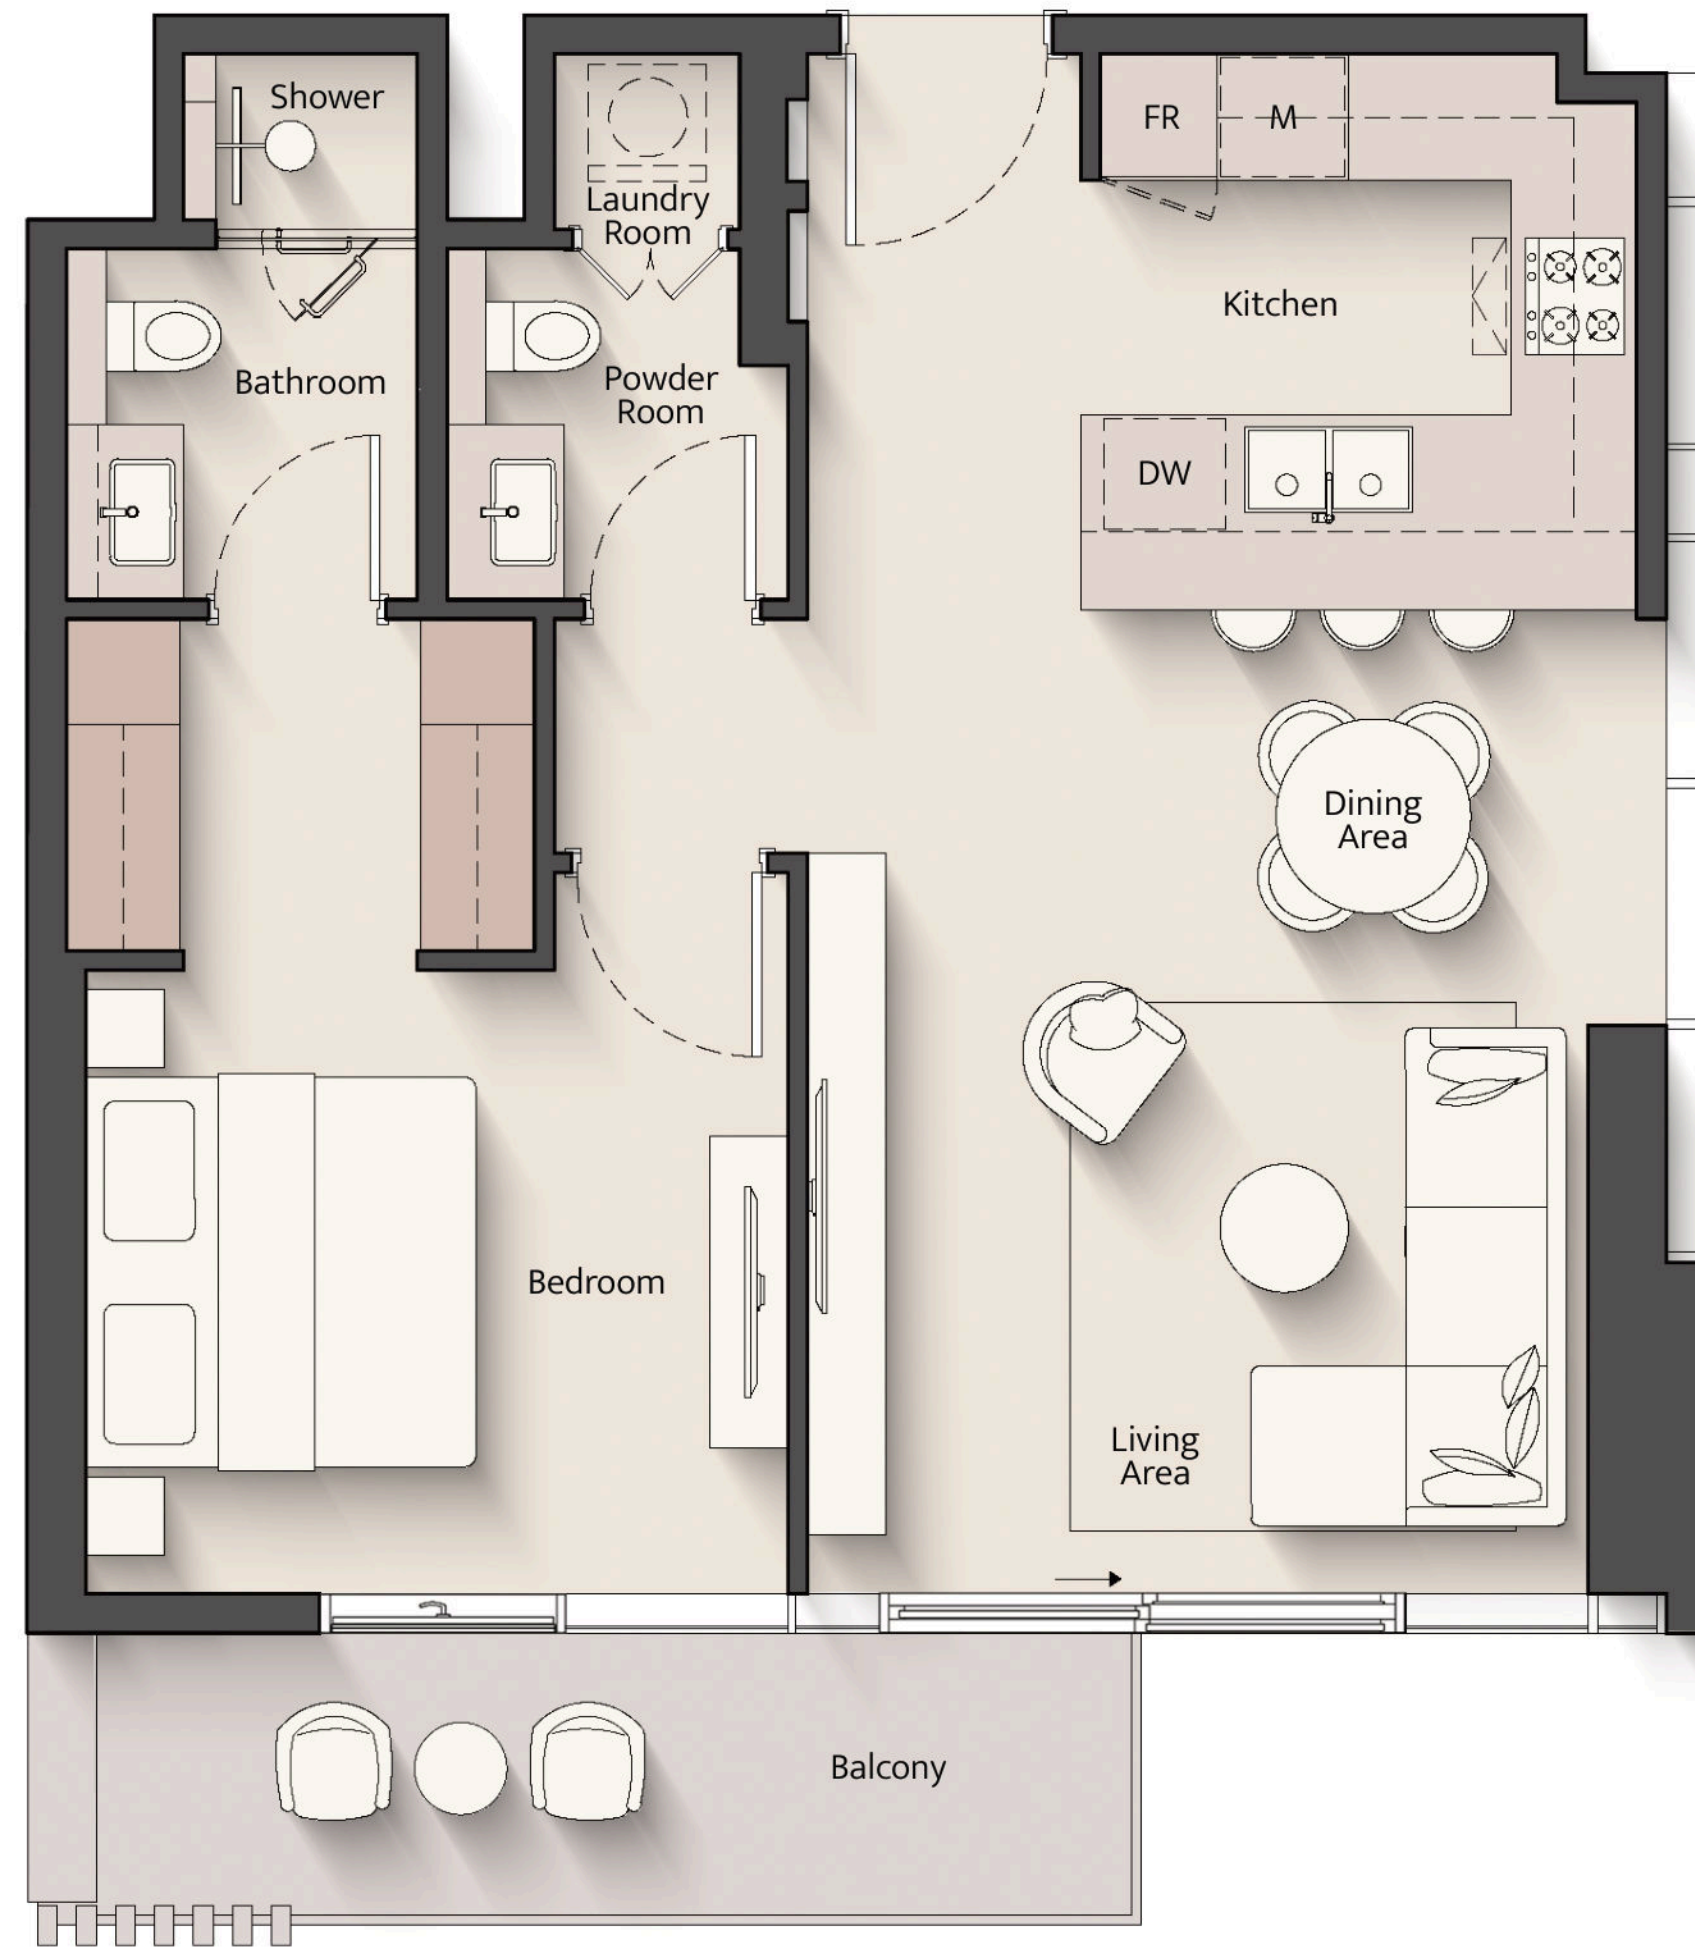 Shower
FR
M
Laundry
Room
Kitchen
Bathroom
Powder
Room
DW
Dining
Area
Bedroom
Living
Area
Balcony